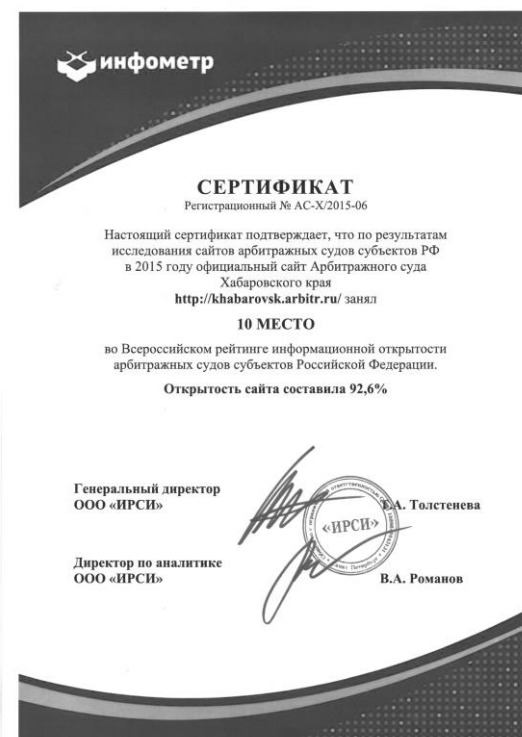 инфометр
СЕРТИФИКАТ
Регистрационный № АС-Х/2015-06
Настоящий сертификат подтверждает, что по результатам
исследования сайтов арбитражных судов субъектов РФ
в 2015 году официальный сайт Арбитражного суда
Хабаровского края
http://khabarovsk.arbitr.ru/ занял
10 МЕСТО
во Всероссийском рейтинге информационной открытости
арбитражных судов субъектов Российской Федерации.
Открытость сайта составила 92,6%
Генеральный директор
ООО «ИРСИ»
Толстенева
«ИРСИ»
Директор по аналитике
ООО «ИРСИ»
В.А. Романов